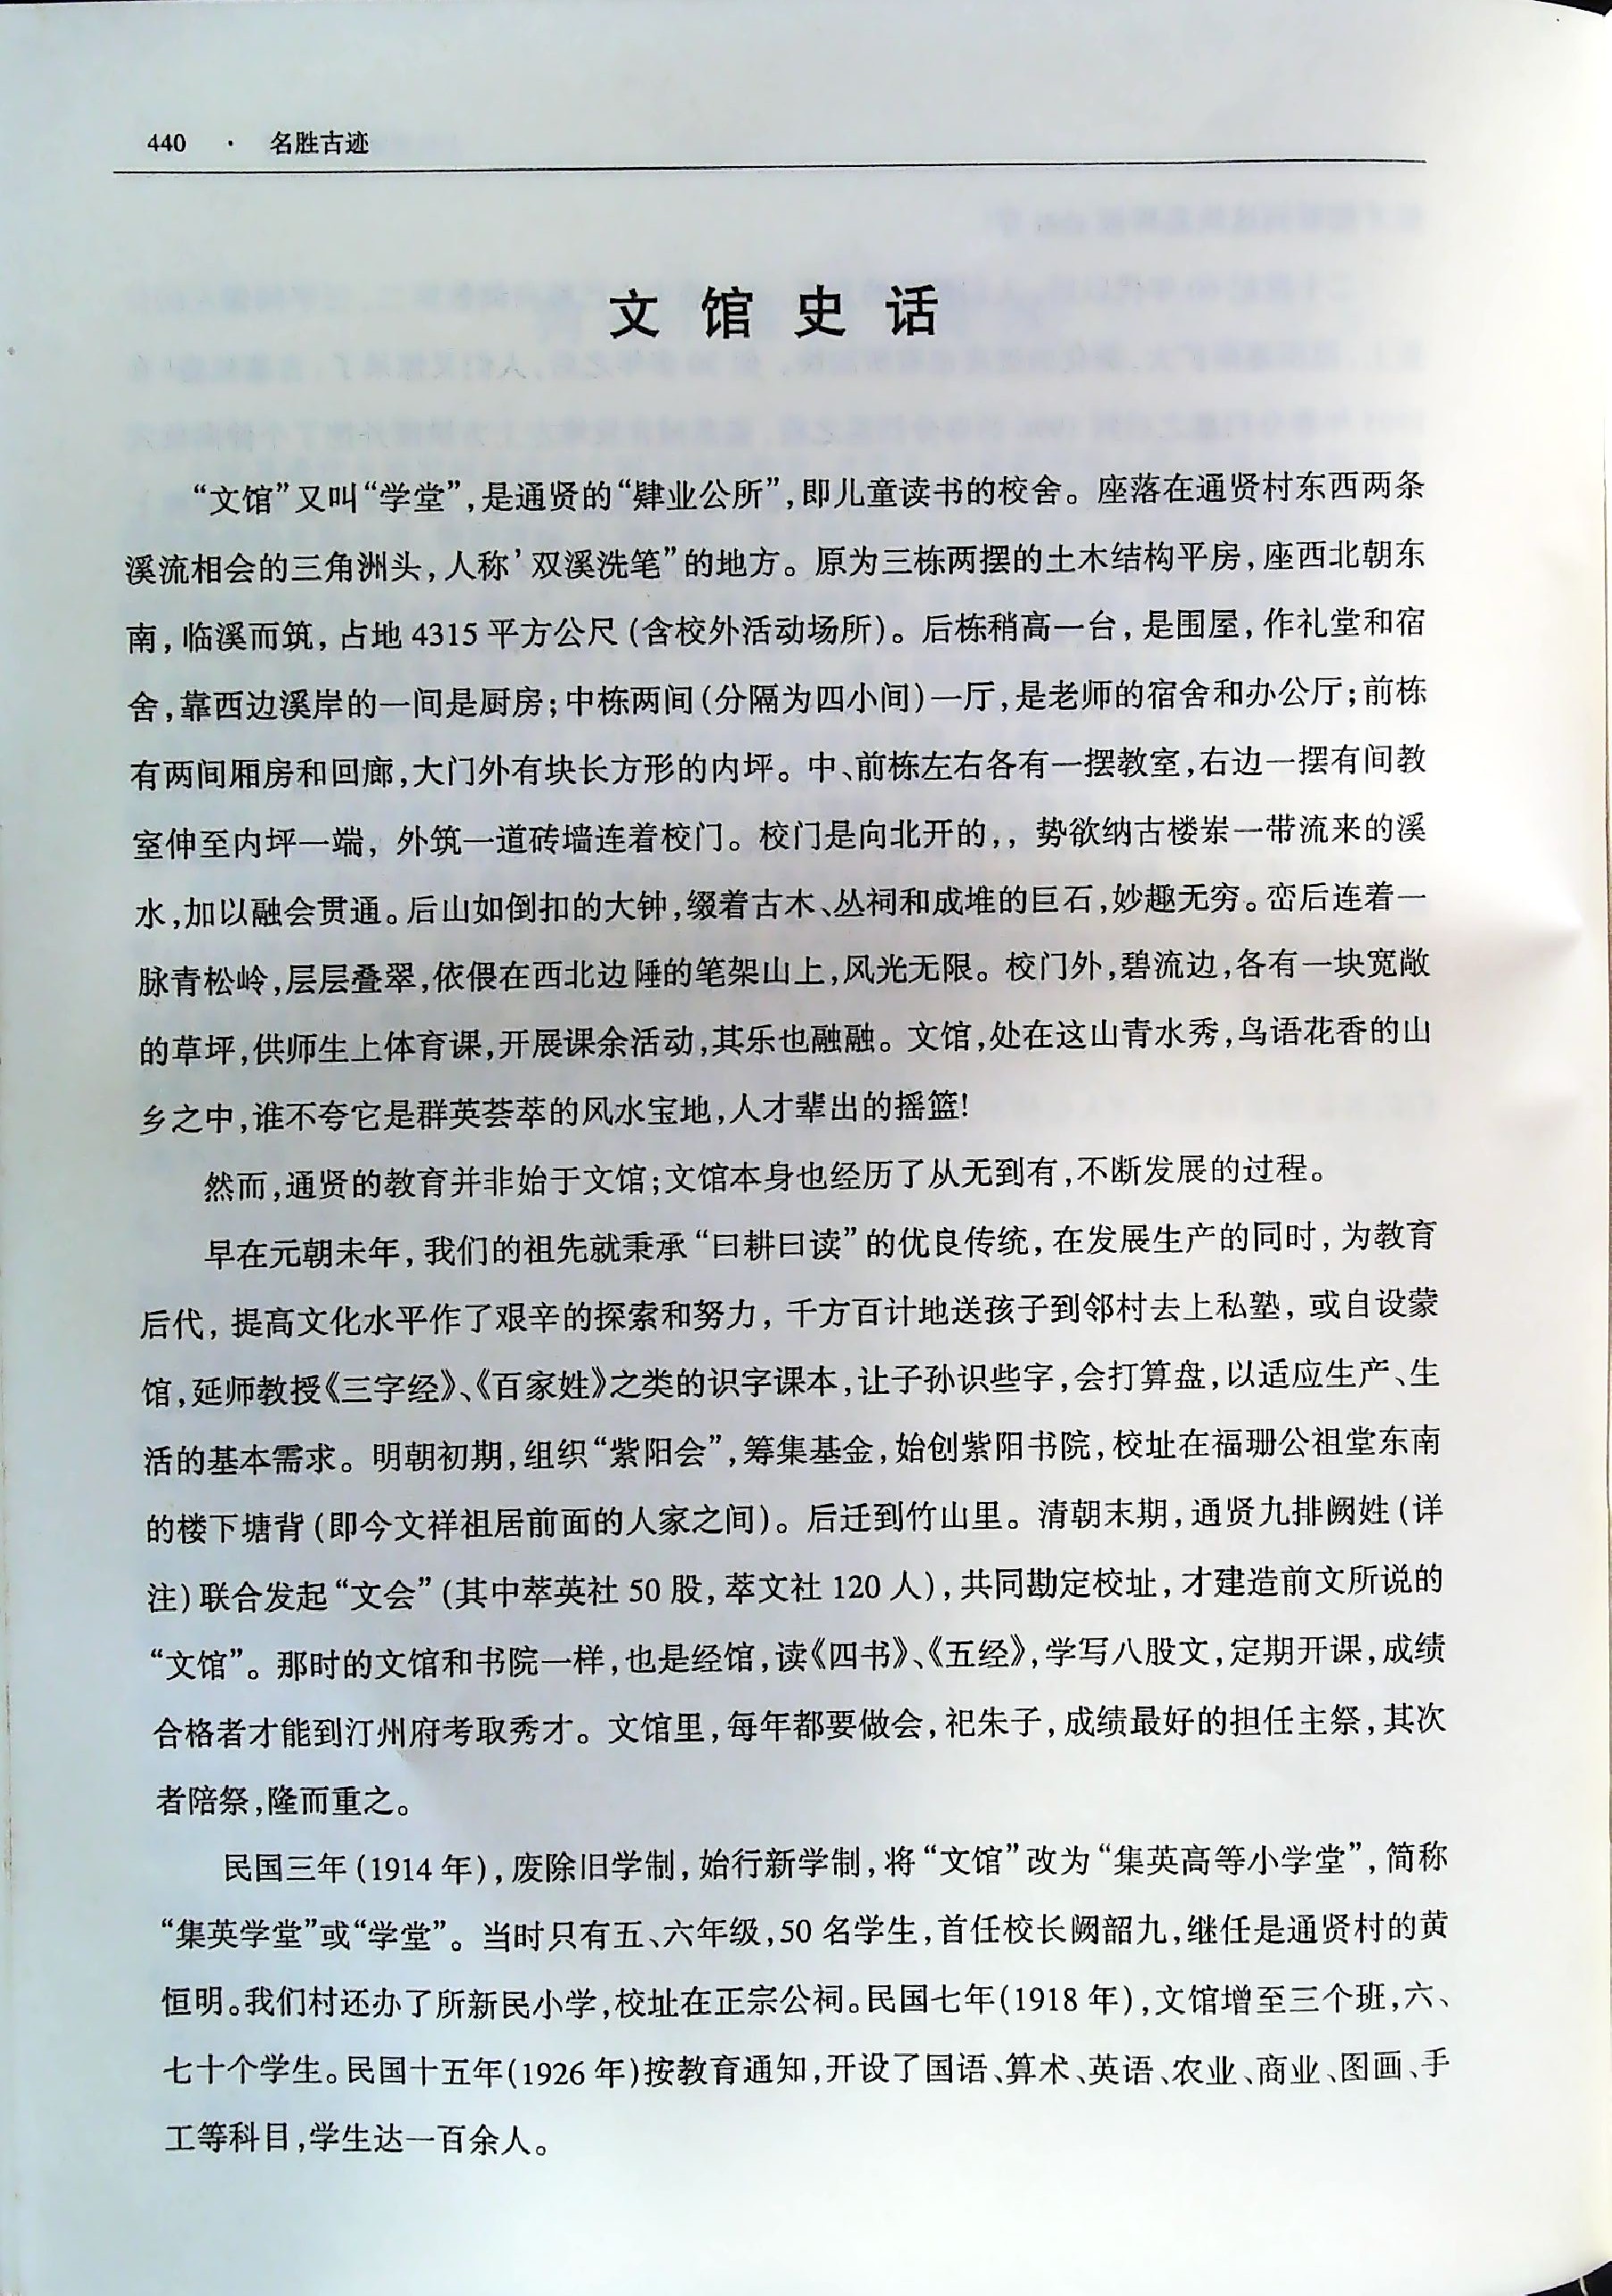 440 · 名胜古迹
文馆史话
“文馆”又叫“学堂”,是通贤的“肄业公所”,即儿童读书的校舍。座落在通贤村东西两条
溪流相会的三角洲头,人称’双溪洗笔”的地方。原为三栋两摆的土木结构平房,座西北朝东
南,临溪而筑,占地 4315 平方公尺(含校外活动场所)。后栋稍高一台,是围屋,作礼堂和宿
舍,靠西边溪岸的一间是厨房;中栋两间(分隔为四小间)一厅,是老师的宿舍和办公厅;前栋
有两间厢房和回廊,大门外有块长方形的内坪。中、前栋左右各有一摆教室,右边一摆有间教
室伸至内坪一端,外筑一道砖墙连着校门。校门是向北开的,,势欲纳古楼岽一带流来的溪
水,加以融会贯通。后山如倒扣的大钟,缀着古木、丛祠和成堆的巨石,妙趣无穷。峦后连着一
脉青松岭,层层叠翠,依偎在西北边陲的笔架山上,风光无限。校门外,碧流边,各有一块宽敞
的草坪,供师生上体育课,开展课余活动,其乐也融融。文馆,处在这山青水秀,鸟语花香的山
乡之中,谁不夸它是群英荟萃的风水宝地,人才辈出的摇篮!
然而,通贤的教育并非始于文馆;文馆本身也经历了从无到有,不断发展的过程。
早在元朝未年,我们的祖先就秉承“曰耕曰读”的优良传统,在发展生产的同时,为教育
后代,提高文化水平作了艰辛的探索和努力,千方百计地送孩子到邻村去上私塾,或自设蒙
馆,延师教授《三字经》、《百家姓》之类的识字课本,让子孙识些字,会打算盘,以适应生产、生
活的基本需求。明朝初期,组织“紫阳会”,筹集基金,始创紫阳书院,校址在福珊公祖堂东南
的楼下塘背(即今文祥祖居前面的人家之间)。后迁到竹山里。清朝末期,通贤九排阙姓(详
注)联合发起“文会”(其中萃英社 50 股,萃文社 120 人),共同勘定校址,才建造前文所说的
“文馆”。那时的文馆和书院一样,也是经馆,读《四书》、《五经》,学写八股文,定期开课,成绩
合格者才能到汀州府考取秀才。文馆里,每年都要做会,祀朱子,成绩最好的担任主祭,其次
者陪祭,隆而重之。
民国三年(1914 年),废除旧学制,始行新学制,将“文馆”改为“集英高等小学堂”,简称
“集英学堂”或“学堂”。当时只有五、六年级,50 名学生,首任校长阙韶九,继任是通贤村的黄
恒明。我们村还办了所新民小学,校址在正宗公祠。民国七年(1918 年),文馆增至三个班,六、
七十个学生。民国十五年(1926 年)按教育通知,开设了国语、算术、英语、农业、商业、图画、手
工等科目,学生达一百余人。